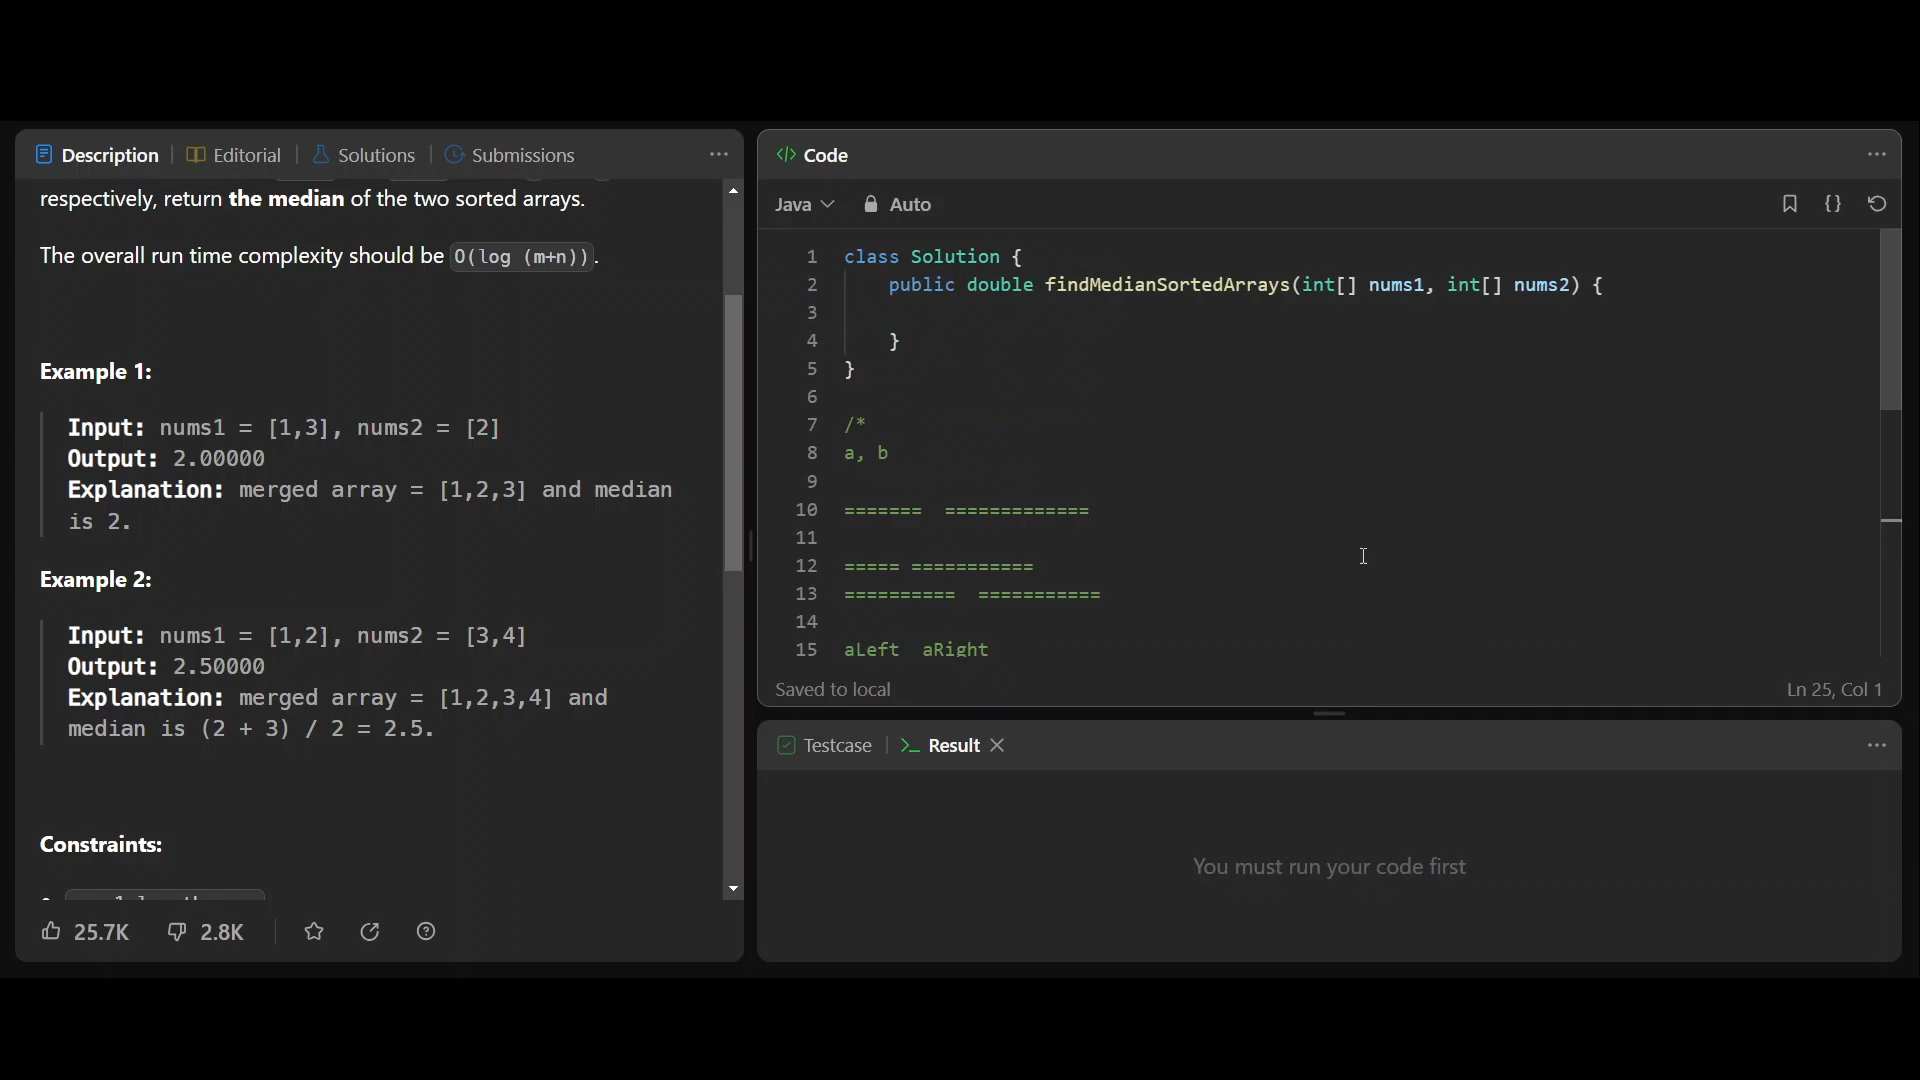 Description
Editorial
Solutions
Submissions
respectively, return the median of the two sorted arrays.
The overall run time complexity should be O(log (m+n)).
Example 1:
Input: nums1 = [1,3], nums2 = [2]
Output: 2.00000
Explanation: merged array = [1,2,3] and median
is 2.
Example 2:
Input: nums1 = [1,2], nums2 = [3,4]
Output: 2.50000
Explanation: merged array = [1,2,3,4] and
median is (2 + 3) / 2 = 2.5.
Constraints:
25.7K
2.8K
</> Code
Java
Auto
{}
1 class Solution {
2 public double findMedianSortedArrays(int[] nums1, int[] nums2) {
3
4 }
5 }
6
7 /*
8 a, b
9
10 ======= =============
11
12 ===== ===========
13 ========== ===========
14
15 aLeft aRight
Saved to local
Ln 25, Col 1
Testcase
>_ Result
You must run your code first